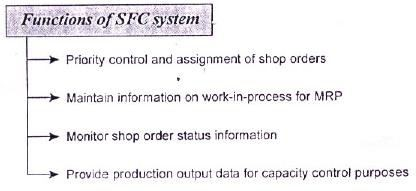 Functions of SFC system
Priority control and assignment of shop orders
Maintain information on work-in-process for MRP
Monitor shop order status information
Provide production output data for capacity control purposes